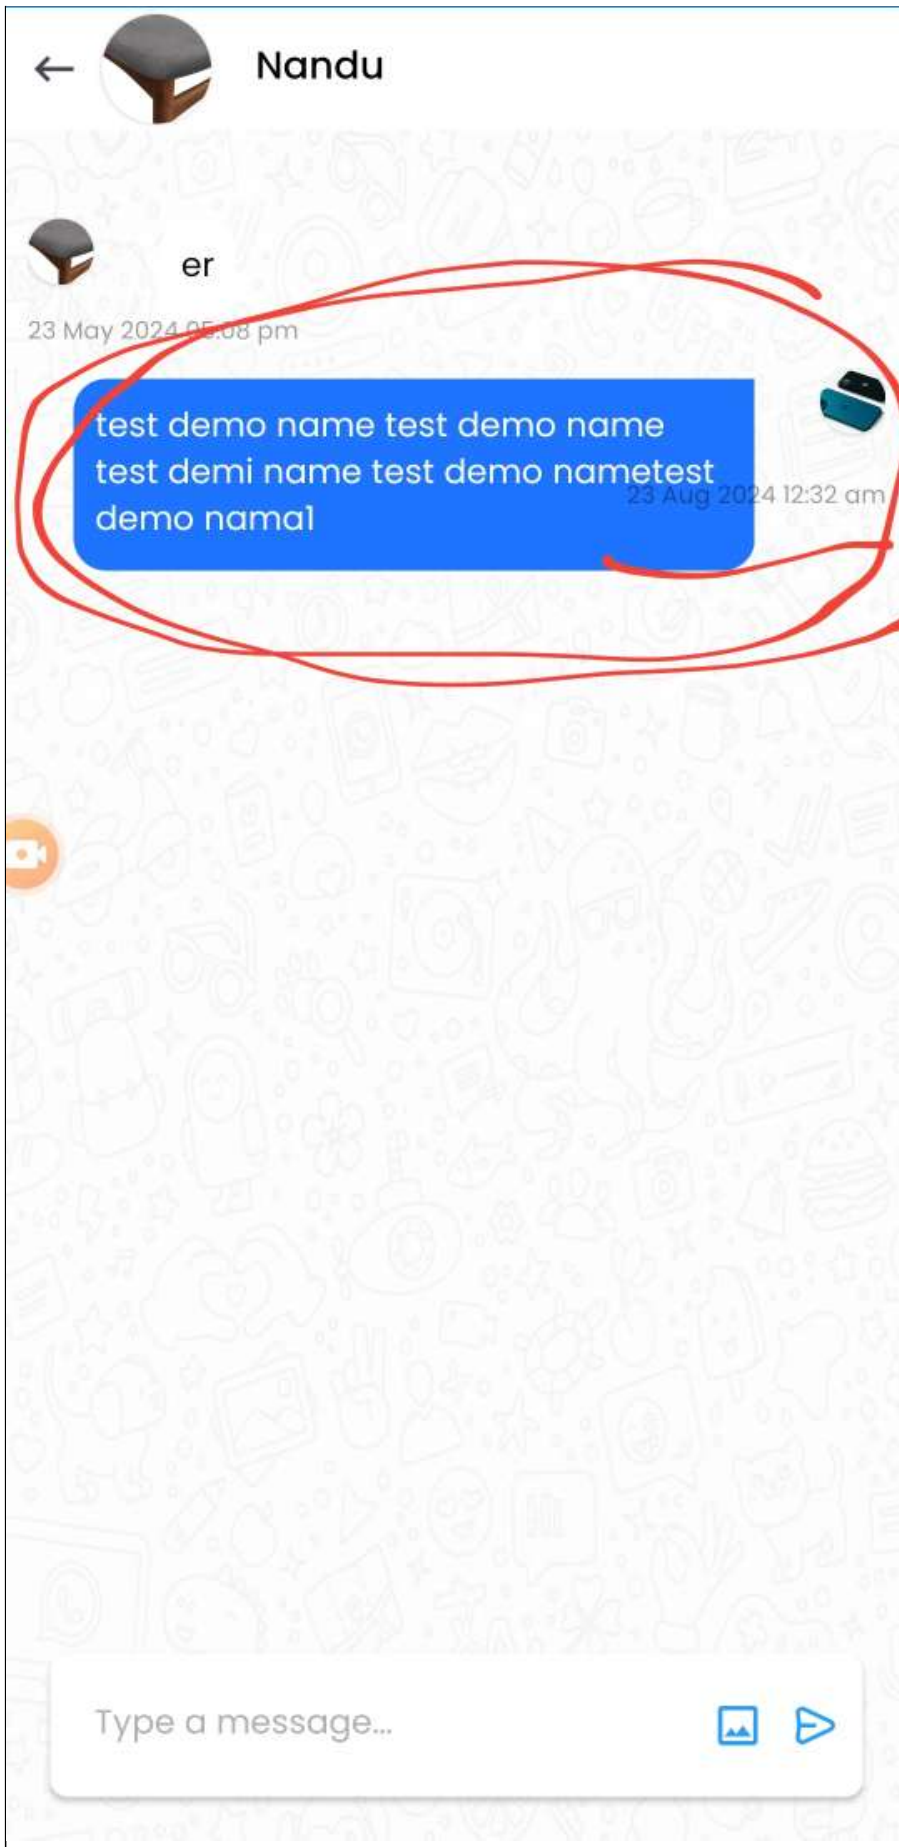 Nandu
er
23 May 2024 05:08 pm
test demo name test demo name
test demi name test demo nametest
demo nama1
23 Aug 2024 12:32 am
Type a message...